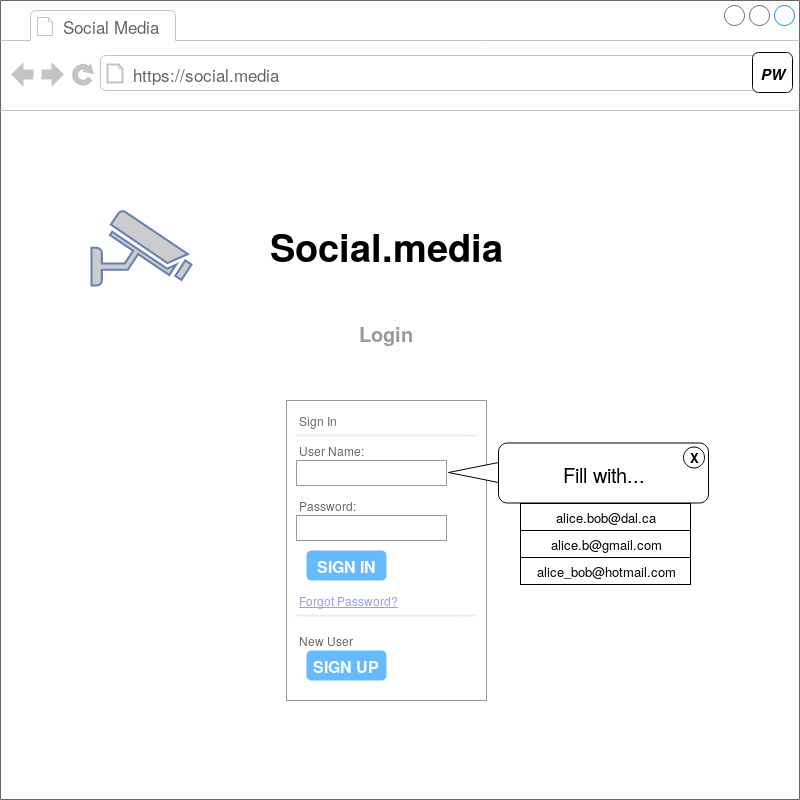 Social Media
https://social.media
PW
Social.media
Login
Sign In
User Name:
X
Fill with...
alice.bob@dal.ca
alice.b@gmail.com
alice_bob@hotmail.com
Password:
SIGN IN
Forgot Password?
New User
SIGN UP